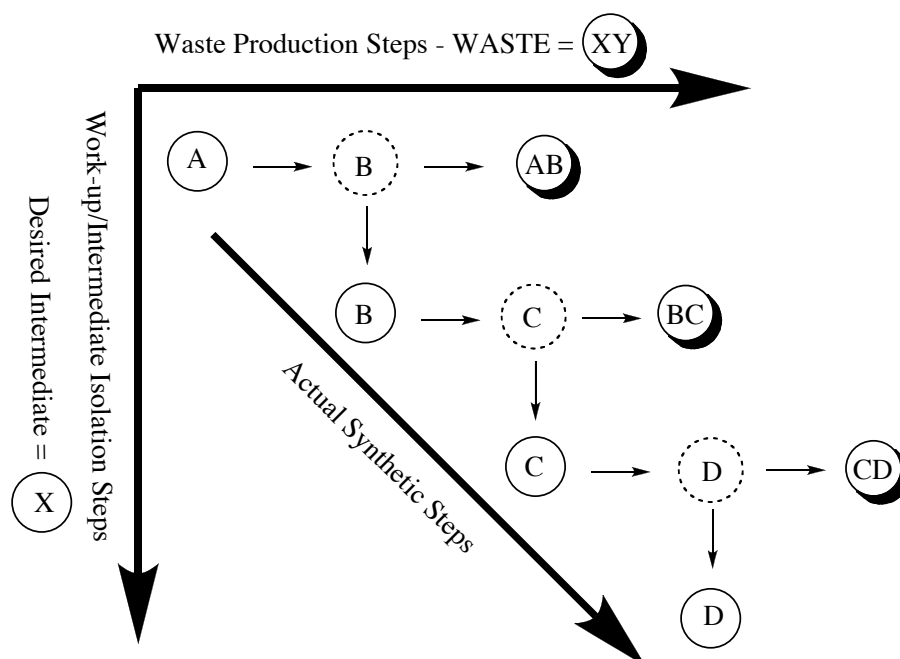 Waste Production Steps - WASTE = XY
Work-up/Intermediate Isolation Steps
Desired Intermediate = X
Actual Synthetic Steps
A B AB
B C BC
C D CD
D